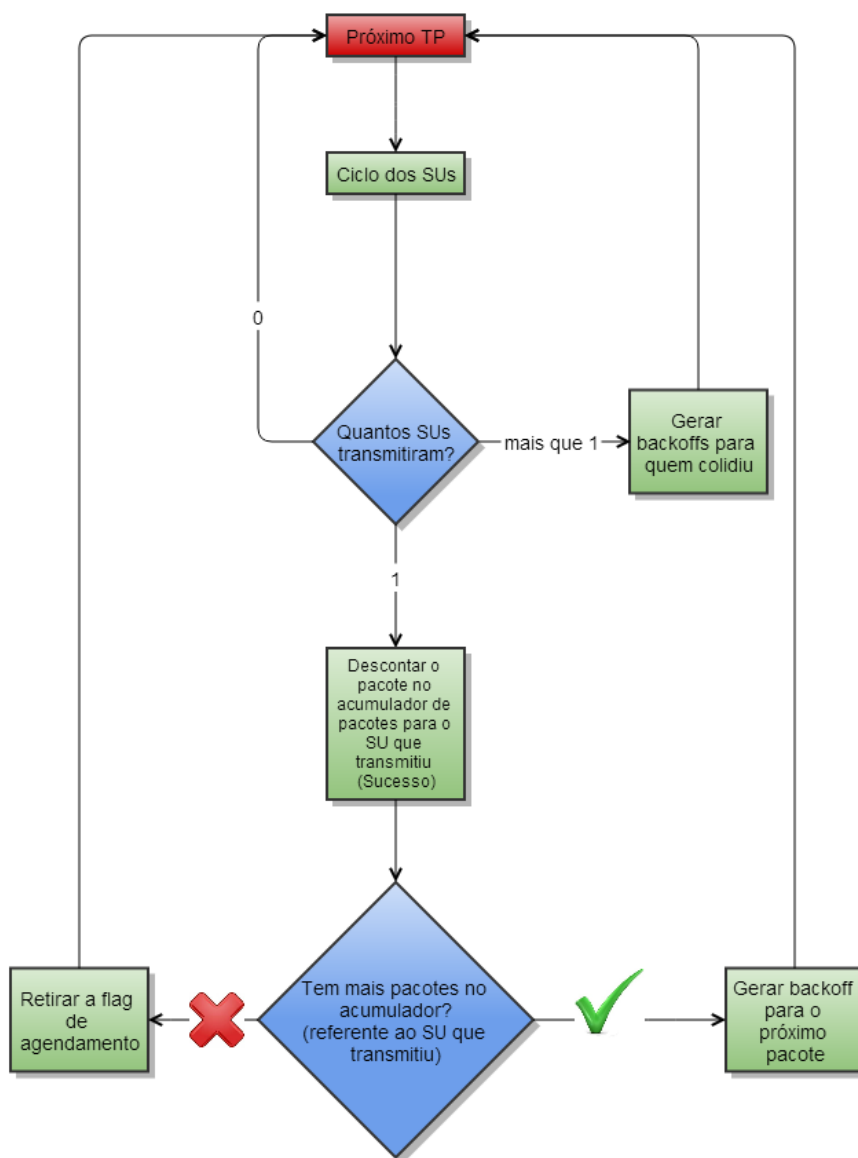 Próximo TP
Ciclo dos SUs
0
Quantos SUs
transmitiram?
mais que 1
Gerar
backoffs para
quem colidiu
1
Descontar o
pacote no
acumulador de
pacotes para o
SU que
transmitiu
(Sucesso)
Retirar a flag
de
agendamento
Tem mais pacotes no
acumulador?
(referente ao SU que
transmitiu)
Gerar backoff
para o
próximo
pacote